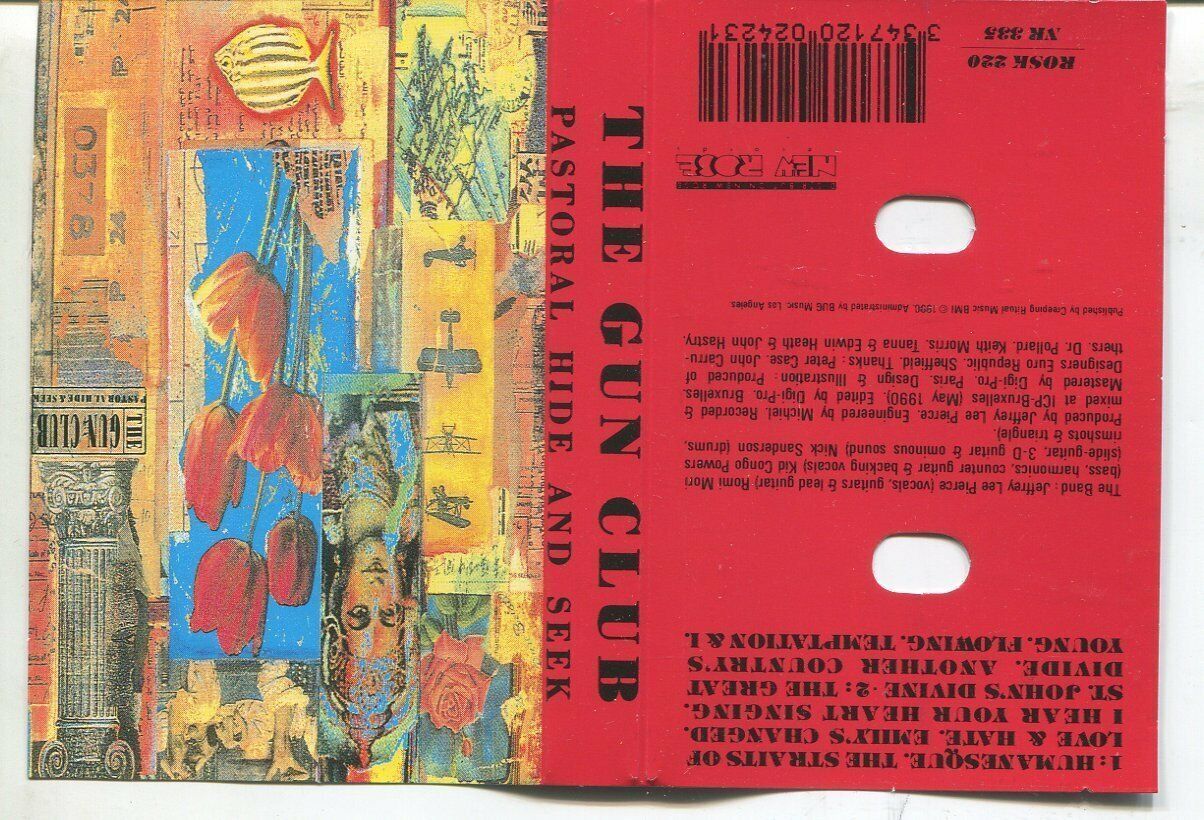 THE GUN CLUB
PASTORAL HIDE AND SEEK
THE
GUN CLUB
PASTORAL HIDE & SEEK
0378
P 24
P 24
1: HUMANESQUE. THE STRAITS OF
LOVE & HATE. EMILY'S CHANGED.
I HEAR YOUR HEART SINGING.
ST. JOHN'S DIVINE · 2: THE GREAT
DIVIDE. ANOTHER COUNTRY'S
YOUNG. FLOWING. TEMPTATION & I.
The Band : Jeffrey Lee Pierce (vocals, guitars & lead guitar) Romi Mori
(bass, harmonics, counter guitar & backing vocals) Kid Congo Powers
(slide-guitar, 3-D guitar & ominous sound) Nick Sanderson (drums,
rimshots & triangle).
Produced by Jeffrey Lee Pierce. Engineered by Michiel. Recorded &
mixed at ICP-Bruxelles (May 1990). Edited by Digi-Pro. Bruxelles.
Mastered by Digi-Pro. Paris. Design & Illustration : Produced of
Designers Euro Republic. Sheffield. Thanks : Peter Case. John Carru-
thers. Dr. Pollard. Keith Morris. Tanna & Edwin Heath & John Hrastry.
Published by Creeping Ritual Music BMI © 1990. Administrated by BUG Music. Los Angeles
NEW ROSE
3 347120 024231
ROSK 220
NR 335